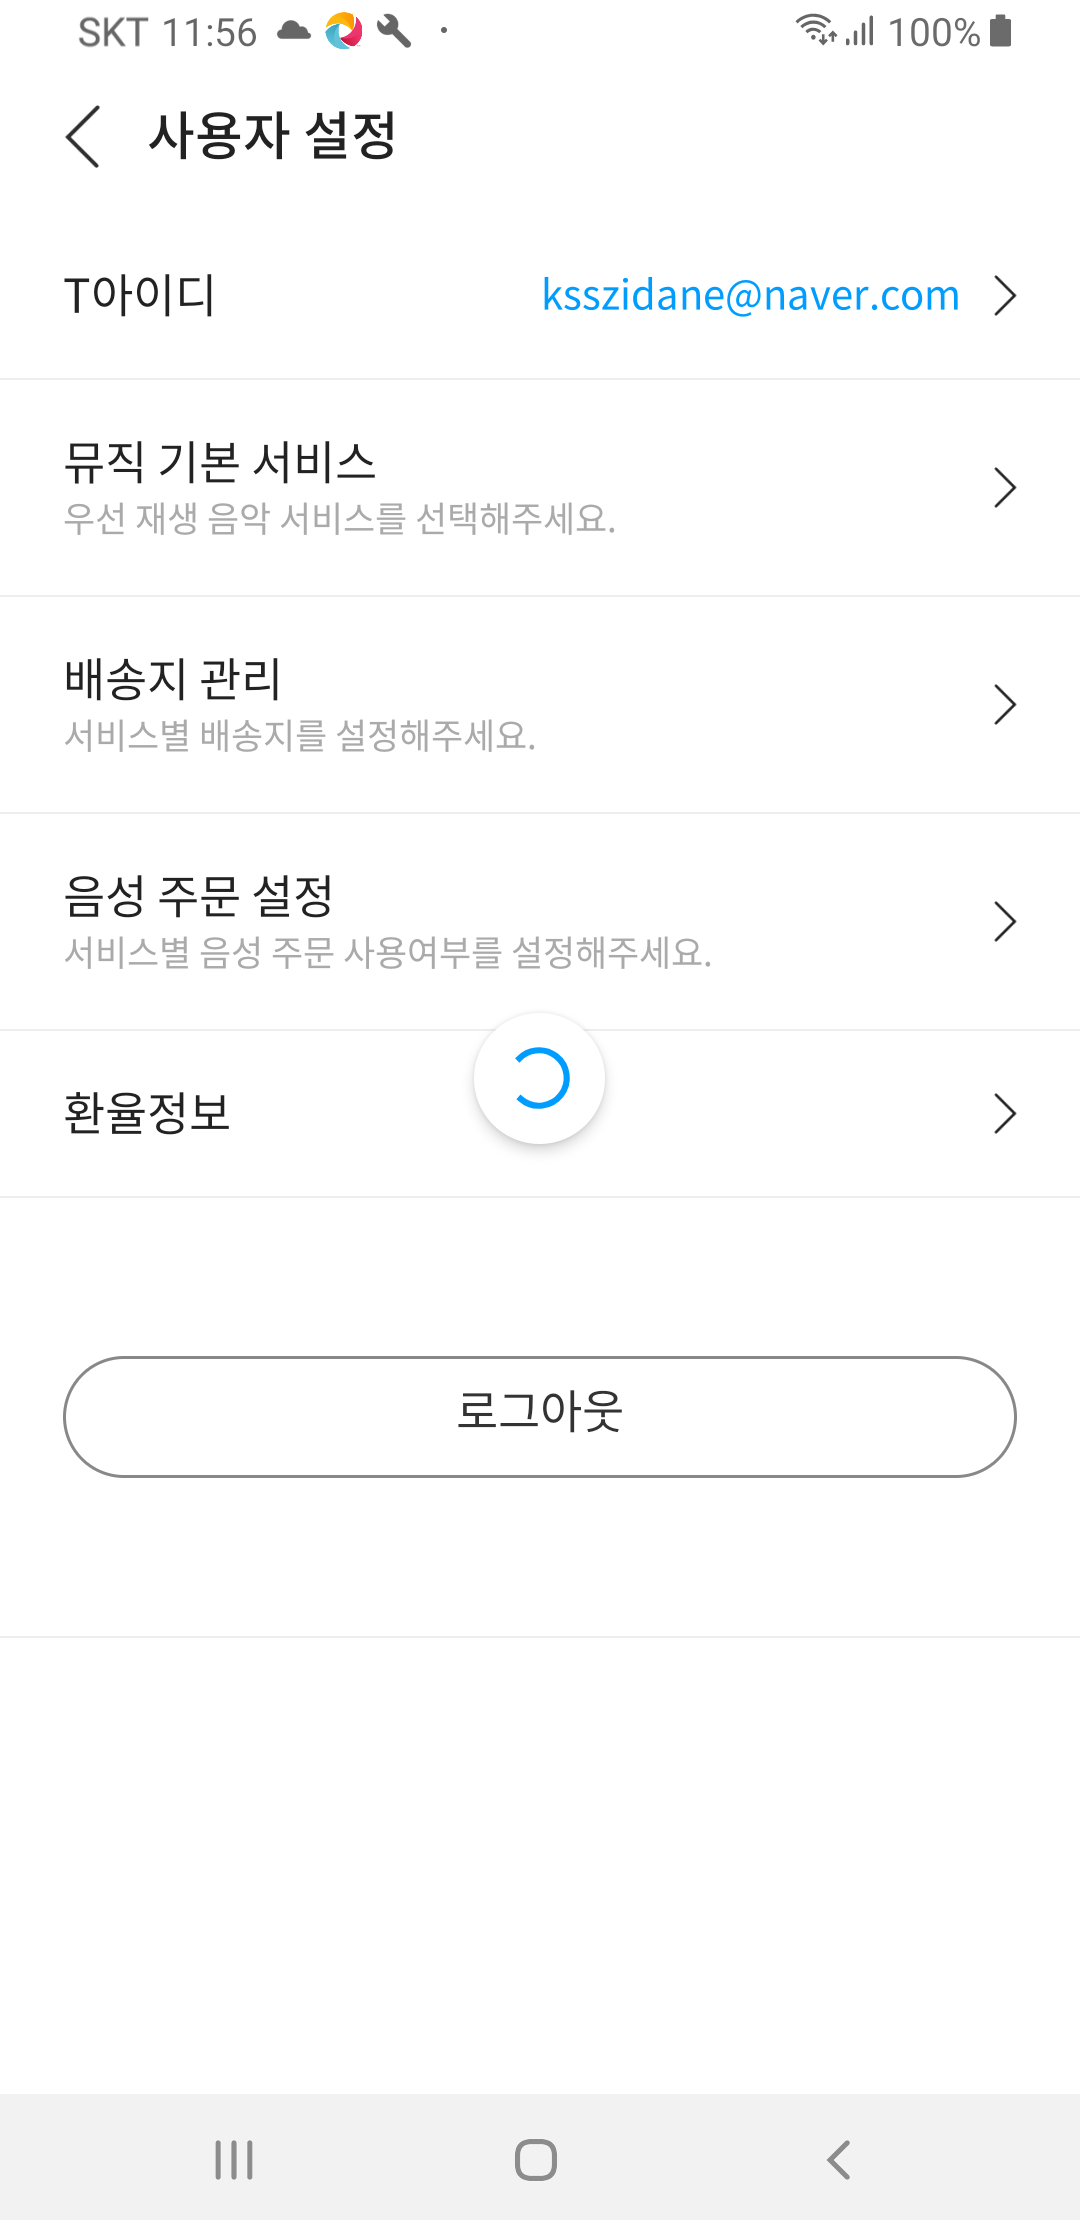 SKT 11:56 100%
사용자 설정
T아이디 ksszidane@naver.com
뮤직 기본 서비스
우선 재생 음악 서비스를 선택해주세요.
배송지 관리
서비스별 배송지를 설정해주세요.
음성 주문 설정
서비스별 음성 주문 사용여부를 설정해주세요.
환율정보
로그아웃